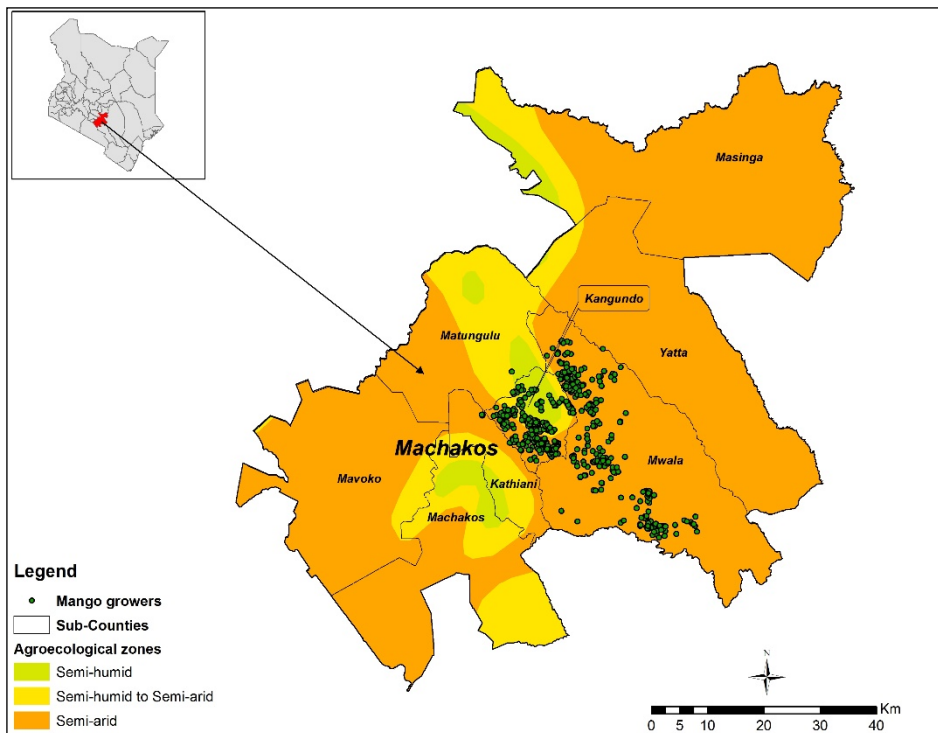 Masinga
Kangundo
Matungulu
Yatta
Machakos
Mwala
Mavoko
Kathiani
Machakos
Legend
Mango growers
Sub-Counties
Agroecological zones
Semi-humid
Semi-humid to Semi-arid
Semi-arid
N
Km
0 5 10 20 30 40